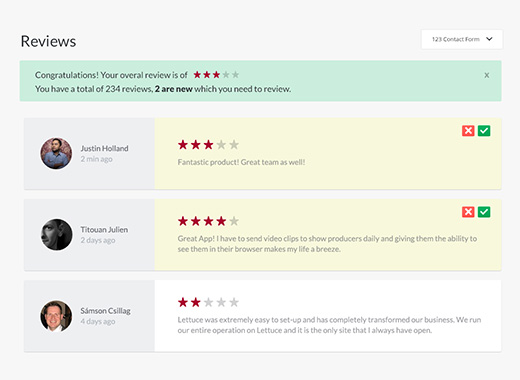 Reviews
123 Contact Form
Congratulations! Your overal review is of
x
You have a total of 234 reviews, 2 are new which you need to review.
Justin Holland
2 min ago
Fantastic product! Great team as well!
Titouan Julien
2 days ago
Great App! I have to send video clips to show producers daily and giving them the ability to
see them in their browser makes my life a breeze.
Sámson Csillag
4 days ago
Lettuce was extremely easy to set-up and has completely transformed our business. We run
our entire operation on Lettuce and it is the only site that I always have open.